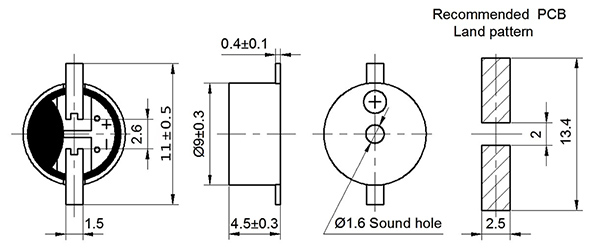 Recommended PCB
Land pattern
0.4±0.1
+
−
2.6
11±0.5
1.5
Ø9±0.3
4.5±0.3
+
Ø1.6 Sound hole
2
13.4
2.5